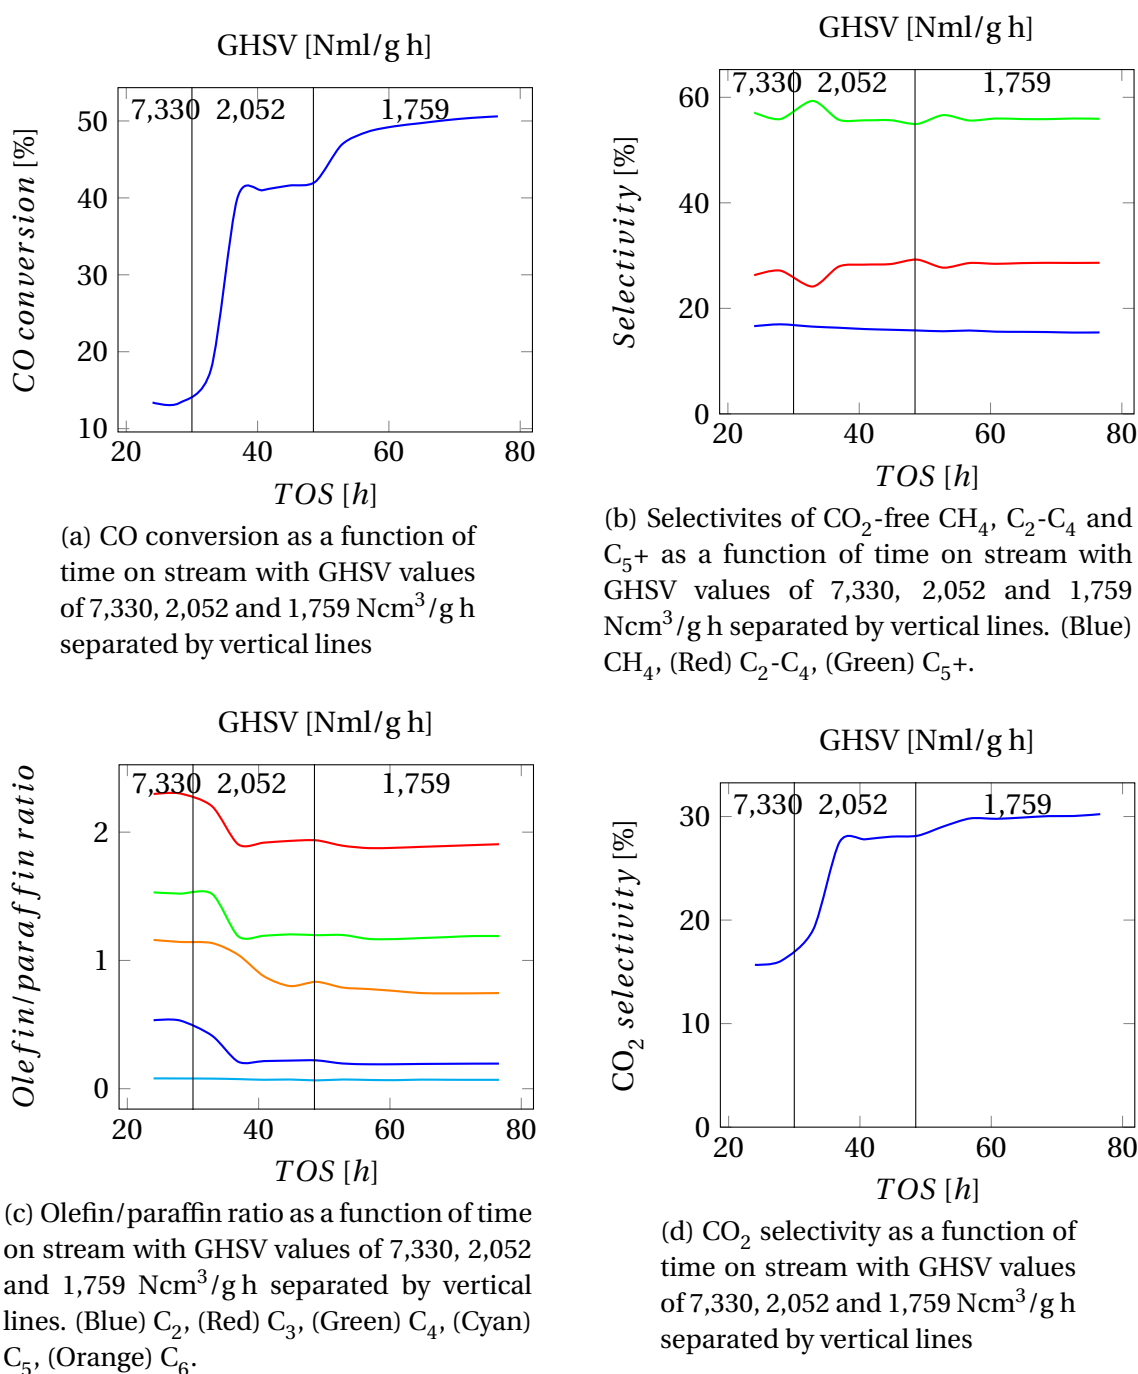 GHSV [Nml/g h]
7,330 2,052 1,759
50
40
30
20
10
CO conversion [%]
20 40 60 80
TOS [h]
(a) CO conversion as a function of
time on stream with GHSV values
of 7,330, 2,052 and 1,759 Ncm³/g h
separated by vertical lines
GHSV [Nml/g h]
7,330 2,052 1,759
60
40
20
0
Selectivity [%]
20 40 60 80
TOS [h]
(b) Selectivites of CO₂-free CH₄, C₂-C₄ and
C₅+ as a function of time on stream with
GHSV values of 7,330, 2,052 and 1,759
Ncm³/g h separated by vertical lines. (Blue)
CH₄, (Red) C₂-C₄, (Green) C₅+.
GHSV [Nml/g h]
7,330 2,052 1,759
2
1
0
Olefin/paraffin ratio
20 40 60 80
TOS [h]
(c) Olefin/paraffin ratio as a function of time
on stream with GHSV values of 7,330, 2,052
and 1,759 Ncm³/g h separated by vertical
lines. (Blue) C₂, (Red) C₃, (Green) C₄, (Cyan)
C₅, (Orange) C₆.
GHSV [Nml/g h]
7,330 2,052 1,759
30
20
10
0
CO₂ selectivity [%]
20 40 60 80
TOS [h]
(d) CO₂ selectivity as a function of
time on stream with GHSV values
of 7,330, 2,052 and 1,759 Ncm³/g h
separated by vertical lines